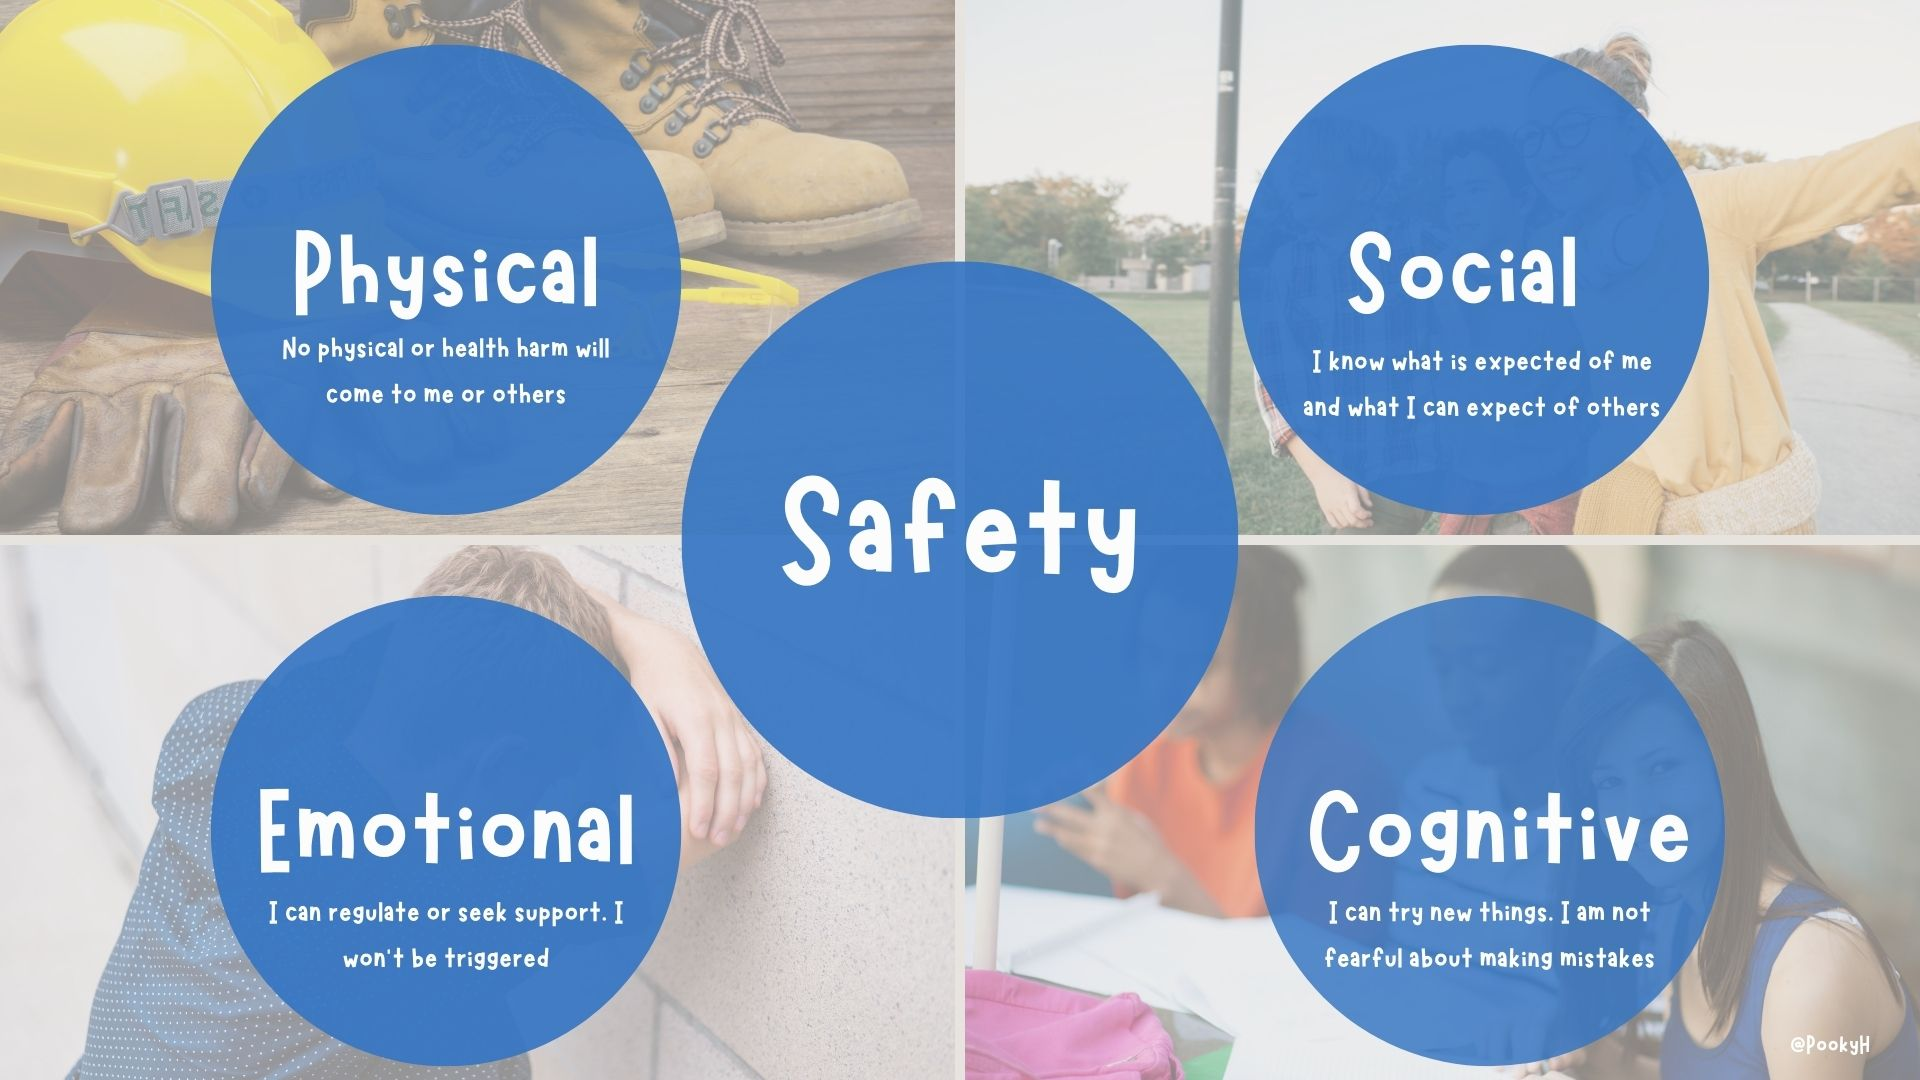 Physical
No physical or health harm will
come to me or others
Social
I know what is expected of me
and what I can expect of others
Safety
Emotional
I can regulate or seek support. I
won't be triggered
Cognitive
I can try new things. I am not
fearful about making mistakes
@PookyH